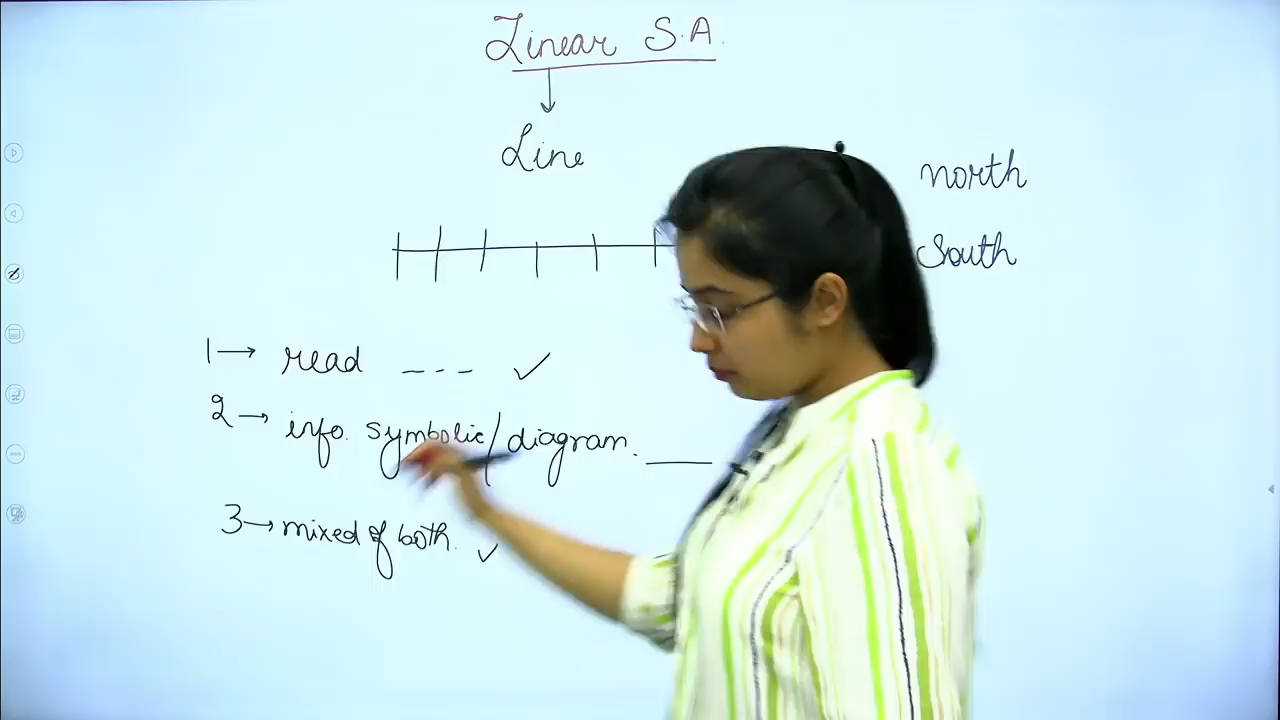 Linear S.A.
Line
north
South
1→ read --- ✓
2→ info. symbolic/diagram. ___
3→ mixed of both. ✓